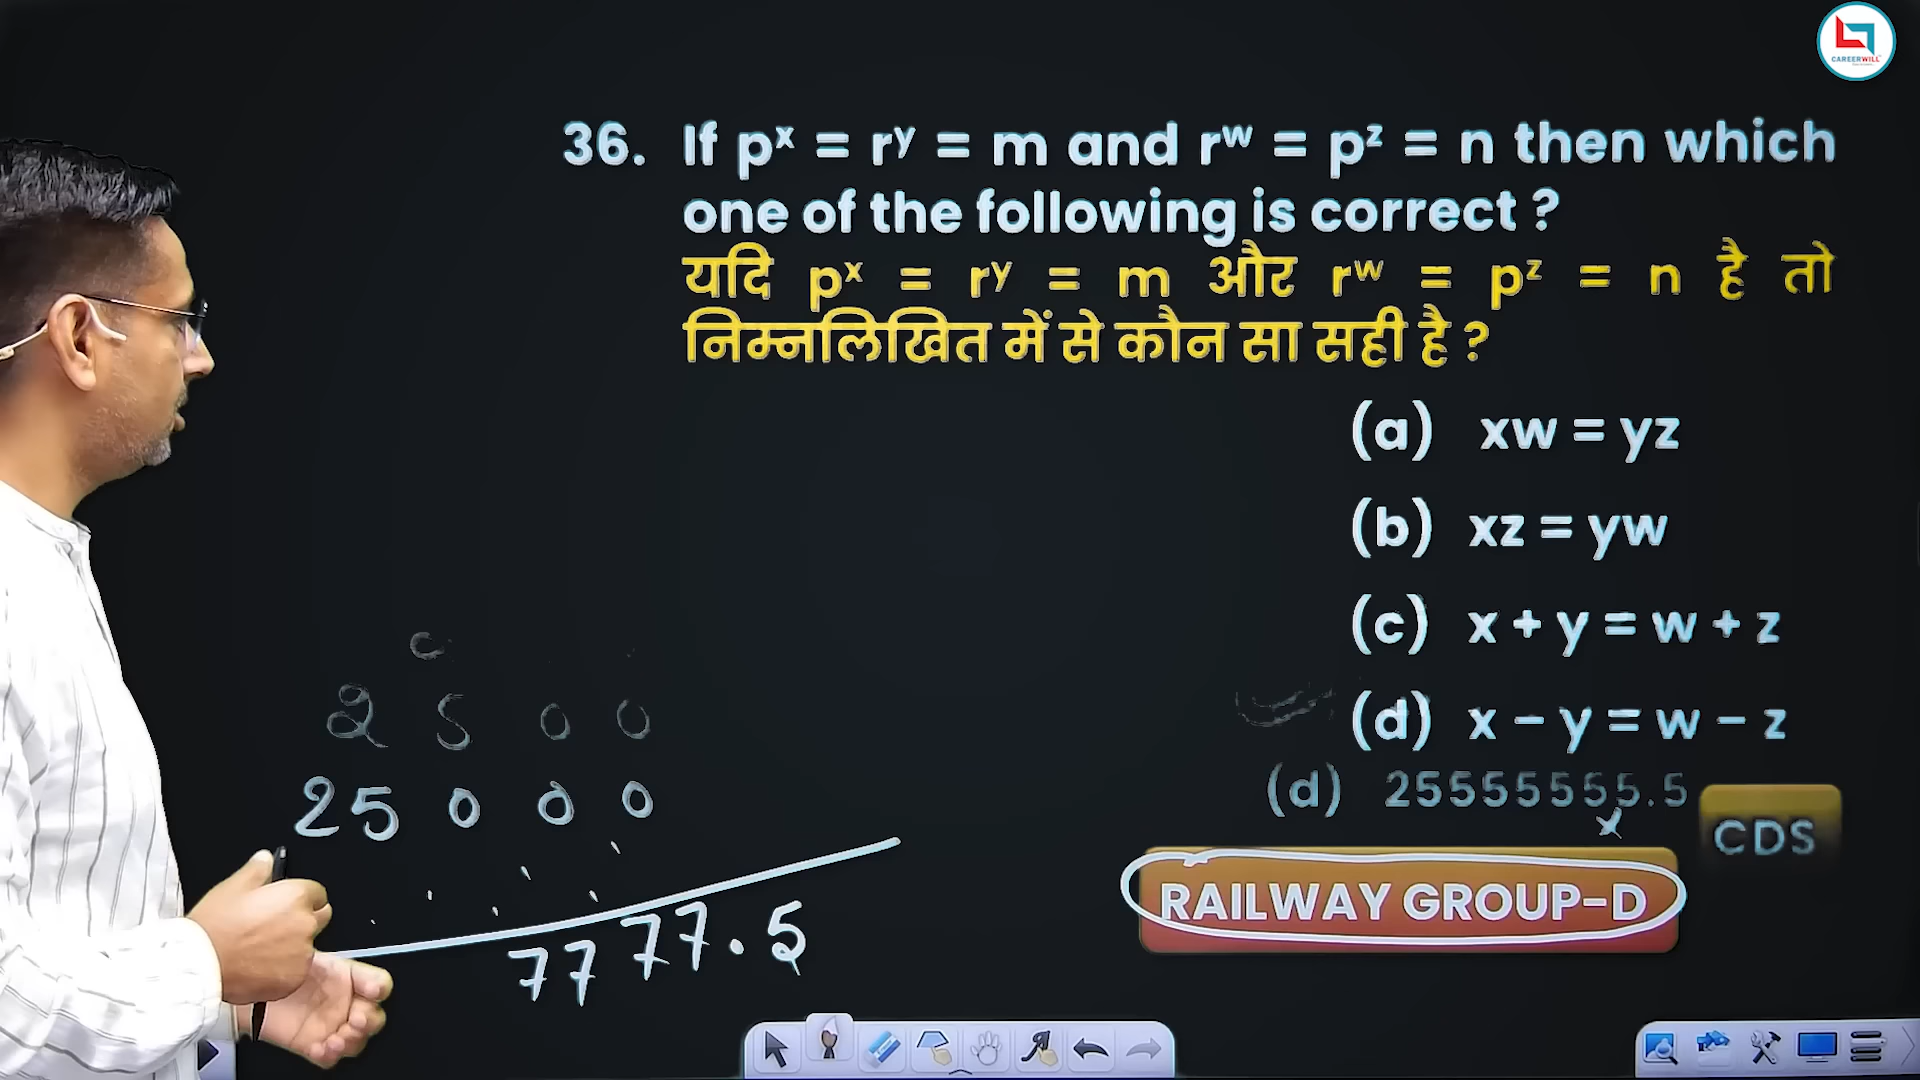 CAREERWILL
36. If pˣ = rʸ = m and rʷ = pᶻ = n then which
one of the following is correct ?
यदि pˣ = rʸ = m और rʷ = pᶻ = n है तो
निम्नलिखित में से कौन सा सही है ?
(a) xw = yz
(b) xz = yw
(c) x + y = w + z
(d) x − y = w − z
2 5 0 0
25 0 0 0
7777.5
(d) 25555555.5
CDS
RAILWAY GROUP-D